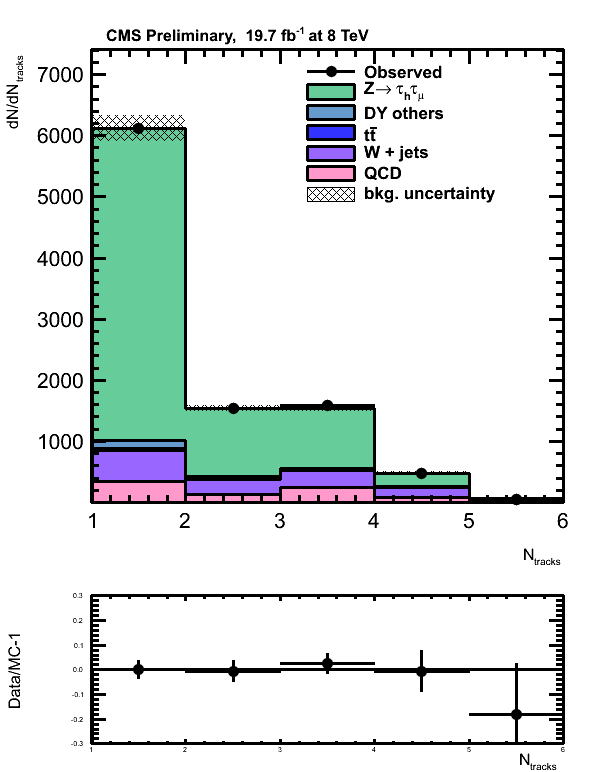 CMS Preliminary, 19.7 fb⁻¹ at 8 TeV
dN/dN_tracks
7000
6000
5000
4000
3000
2000
1000
Observed
Z→ τ_h τ_μ
DY others
tt̄
W + jets
QCD
bkg. uncertainty
1 2 3 4 5 6
N_tracks
Data/MC-1
0.3
0.2
0.1
0.0
-0.1
-0.2
-0.3
1 2 3 4 5 6
N_tracks